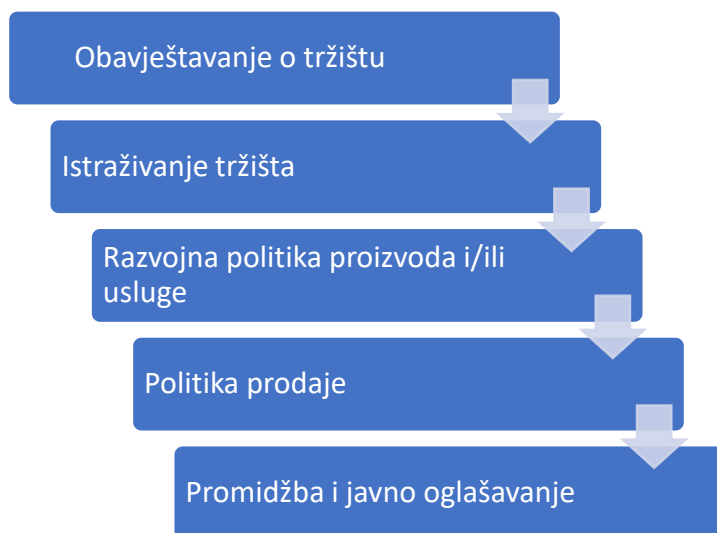 Obavještavanje o tržištu
Istraživanje tržišta
Razvojna politika proizvoda i/ili
usluge
Politika prodaje
Promidžba i javno oglašavanje